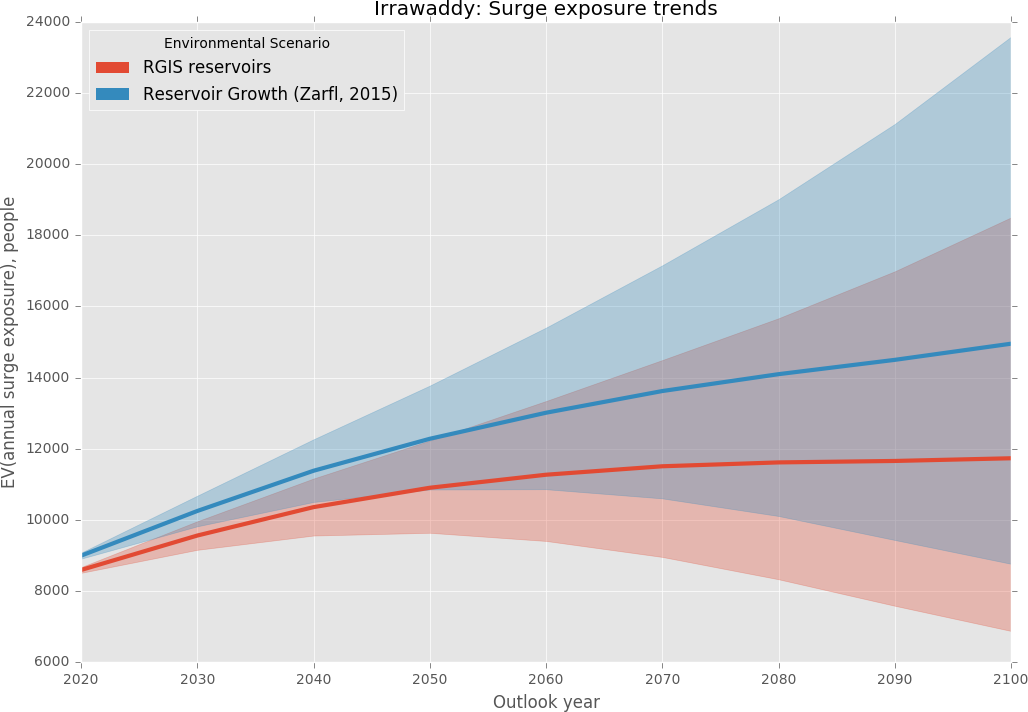 Irrawaddy: Surge exposure trends
24000
22000
20000
18000
16000
14000
12000
10000
8000
6000
EV(annual surge exposure), people
Environmental Scenario
RGIS reservoirs
Reservoir Growth (Zarfl, 2015)
2020 2030 2040 2050 2060 2070 2080 2090 2100
Outlook year